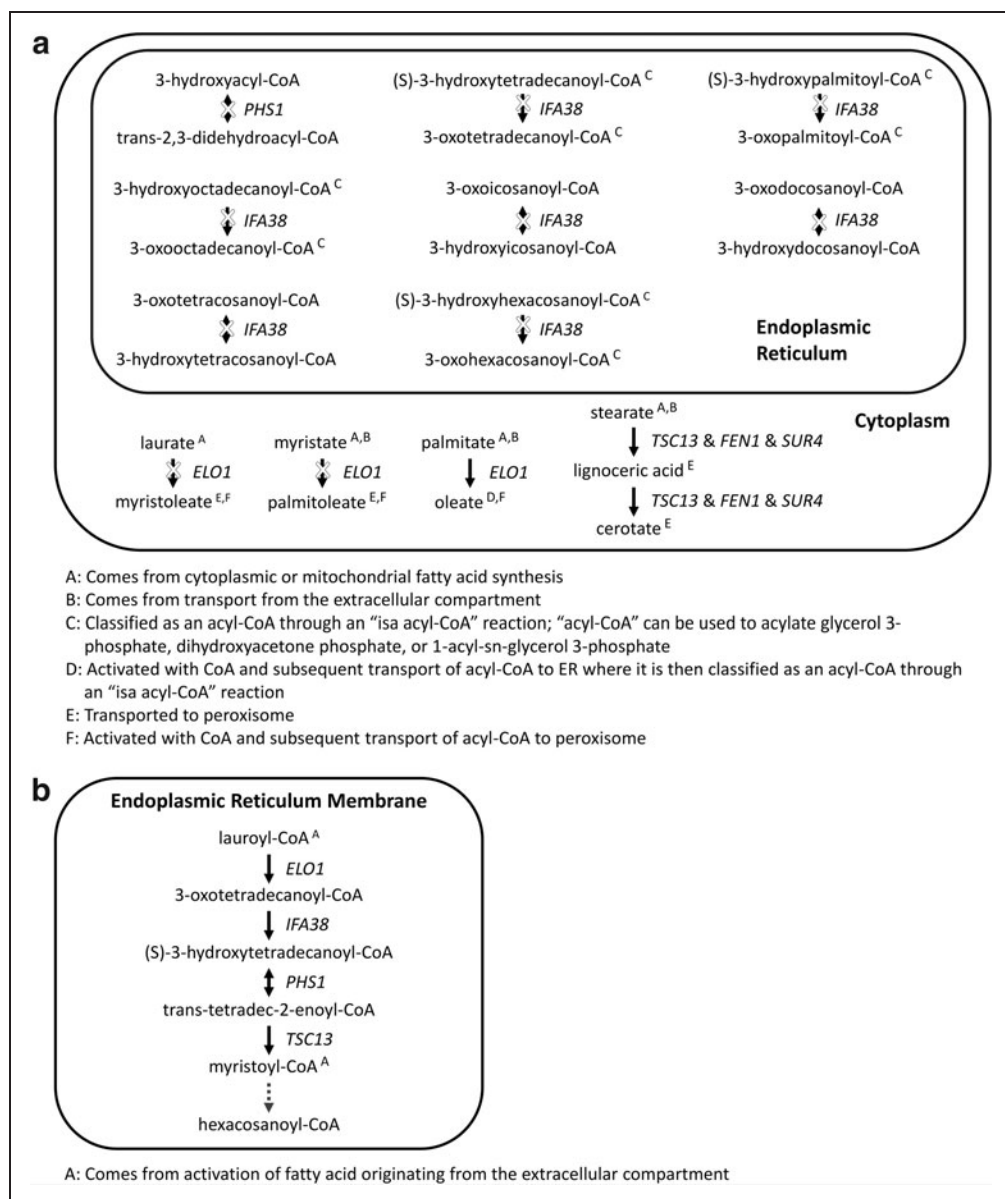 a
3-hydroxyacyl-CoA
PHS1
trans-2,3-didehydroacyl-CoA
(S)-3-hydroxytetradecanoyl-CoA C
IFA38
3-oxotetradecanoyl-CoA C
(S)-3-hydroxypalmitoyl-CoA C
IFA38
3-oxopalmitoyl-CoA C
3-hydroxyoctadecanoyl-CoA C
IFA38
3-oxooctadecanoyl-CoA C
3-oxoicosanoyl-CoA
IFA38
3-hydroxyicosanoyl-CoA
3-oxodocosanoyl-CoA
IFA38
3-hydroxydocosanoyl-CoA
3-oxotetracosanoyl-CoA
IFA38
3-hydroxytetracosanoyl-CoA
(S)-3-hydroxyhexacosanoyl-CoA C
IFA38
3-oxohexacosanoyl-CoA C
Endoplasmic
Reticulum
Cytoplasm
laurate A
ELO1
myristoleate E,F
myristate A,B
ELO1
palmitoleate E,F
palmitate A,B
ELO1
oleate D,F
stearate A,B
TSC13 & FEN1 & SUR4
lignoceric acid E
TSC13 & FEN1 & SUR4
cerotate E
A: Comes from cytoplasmic or mitochondrial fatty acid synthesis
B: Comes from transport from the extracellular compartment
C: Classified as an acyl-CoA through an “isa acyl-CoA” reaction; “acyl-CoA” can be used to acylate glycerol 3-
phosphate, dihydroxyacetone phosphate, or 1-acyl-sn-glycerol 3-phosphate
D: Activated with CoA and subsequent transport of acyl-CoA to ER where it is then classified as an acyl-CoA through
an “isa acyl-CoA” reaction
E: Transported to peroxisome
F: Activated with CoA and subsequent transport of acyl-CoA to peroxisome
b
Endoplasmic Reticulum Membrane
lauroyl-CoA A
ELO1
3-oxotetradecanoyl-CoA
IFA38
(S)-3-hydroxytetradecanoyl-CoA
PHS1
trans-tetradec-2-enoyl-CoA
TSC13
myristoyl-CoA A
hexacosanoyl-CoA
A: Comes from activation of fatty acid originating from the extracellular compartment